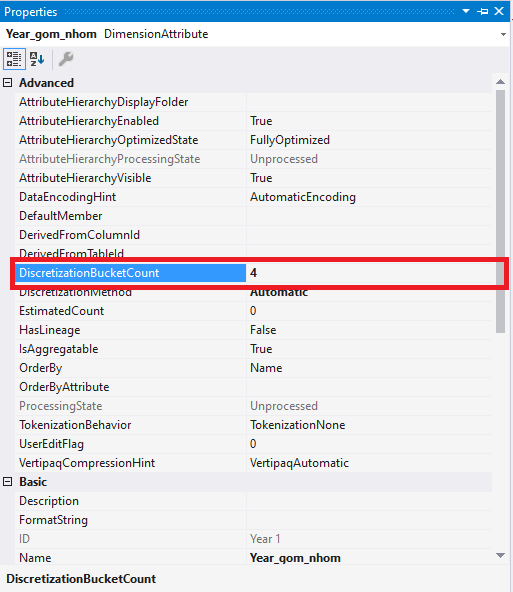 Properties
Year_gom_nhom DimensionAttribute
Advanced
AttributeHierarchyDisplayFolder
AttributeHierarchyEnabled True
AttributeHierarchyOptimizedState FullyOptimized
AttributeHierarchyProcessingState Unprocessed
AttributeHierarchyVisible True
DataEncodingHint AutomaticEncoding
DefaultMember
DerivedFromColumnId
DerivedFromTableId
DiscretizationBucketCount 4
DiscretizationMethod Automatic
EstimatedCount 0
HasLineage False
IsAggregatable True
OrderBy Name
OrderByAttribute
ProcessingState Unprocessed
TokenizationBehavior TokenizationNone
UserEditFlag 0
VertipaqCompressionHint VertipaqAutomatic
Basic
Description
FormatString
ID Year 1
Name Year_gom_nhom
DiscretizationBucketCount